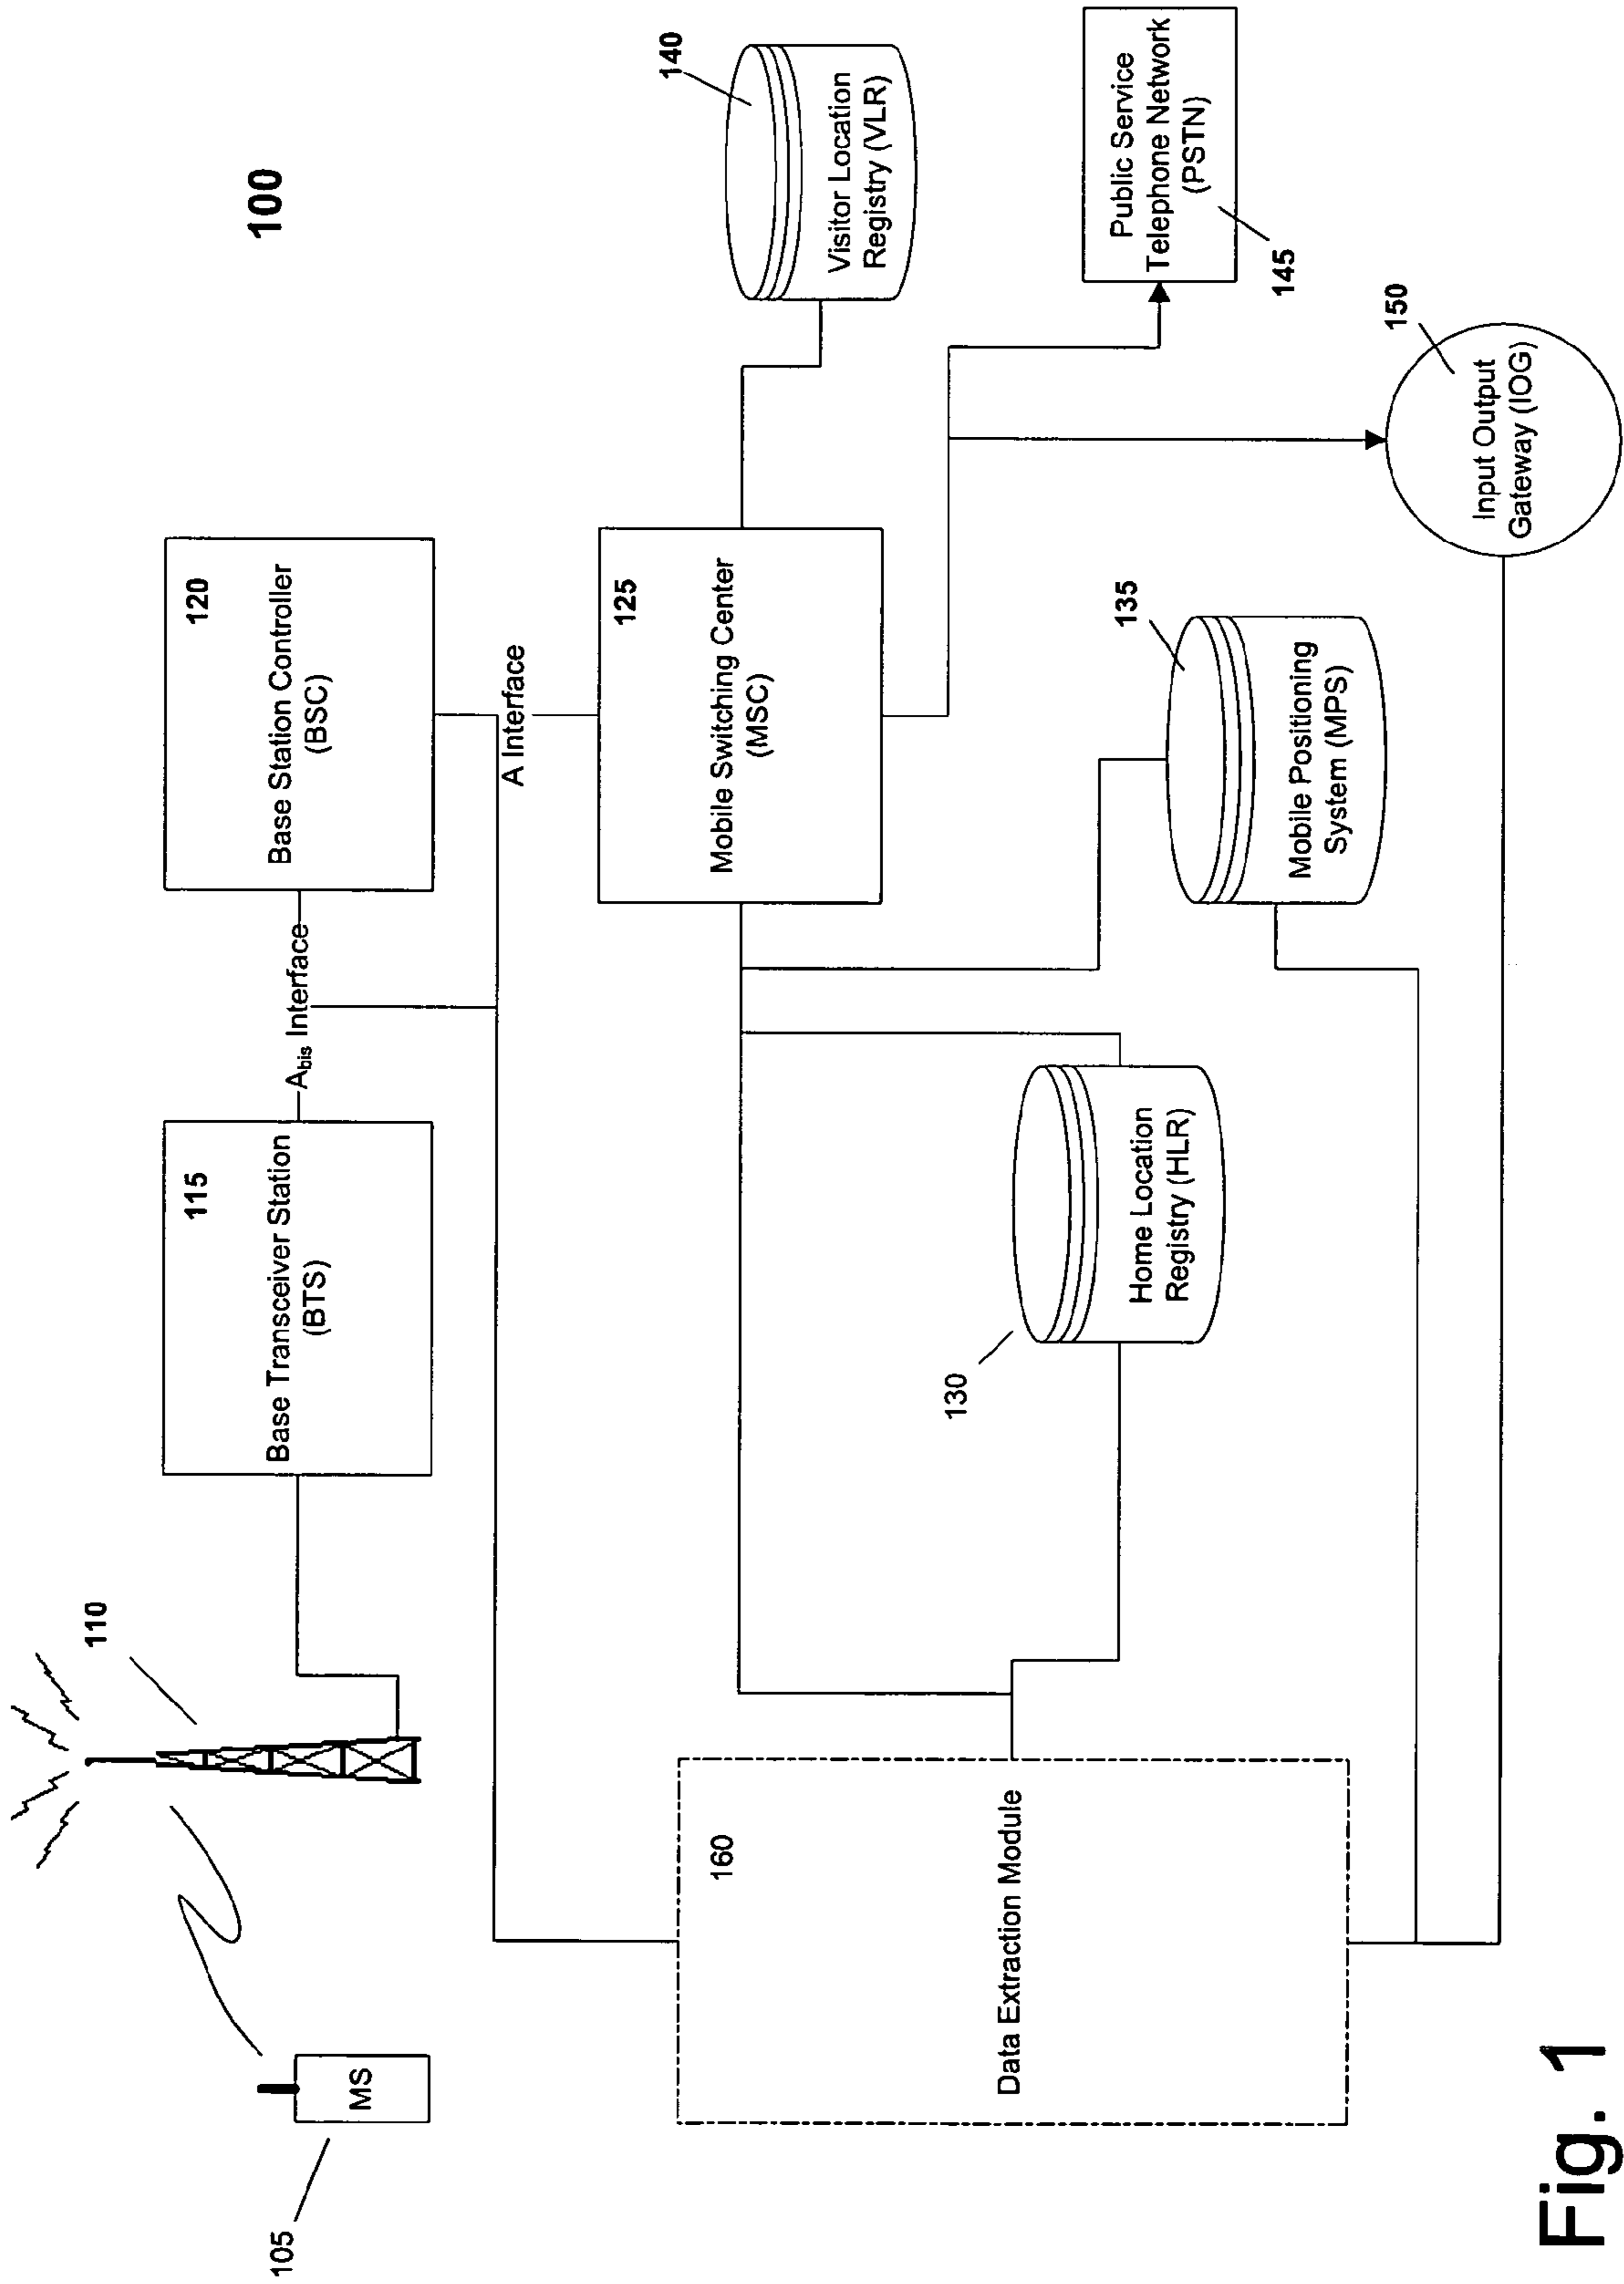 100
110
105
MS
115
Base Transceiver Station
(BTS)
Abis Interface
120
Base Station Controller
(BSC)
A Interface
125
Mobile Switching Center
(MSC)
140
Visitor Location
Registry (VLR)
160
Data Extraction Module
130
Home Location
Registry (HLR)
135
Mobile Positioning
System (MPS)
Public Service
Telephone Network
(PSTN)
145
150
Input Output
Gateway (IOG)
Fig. 1